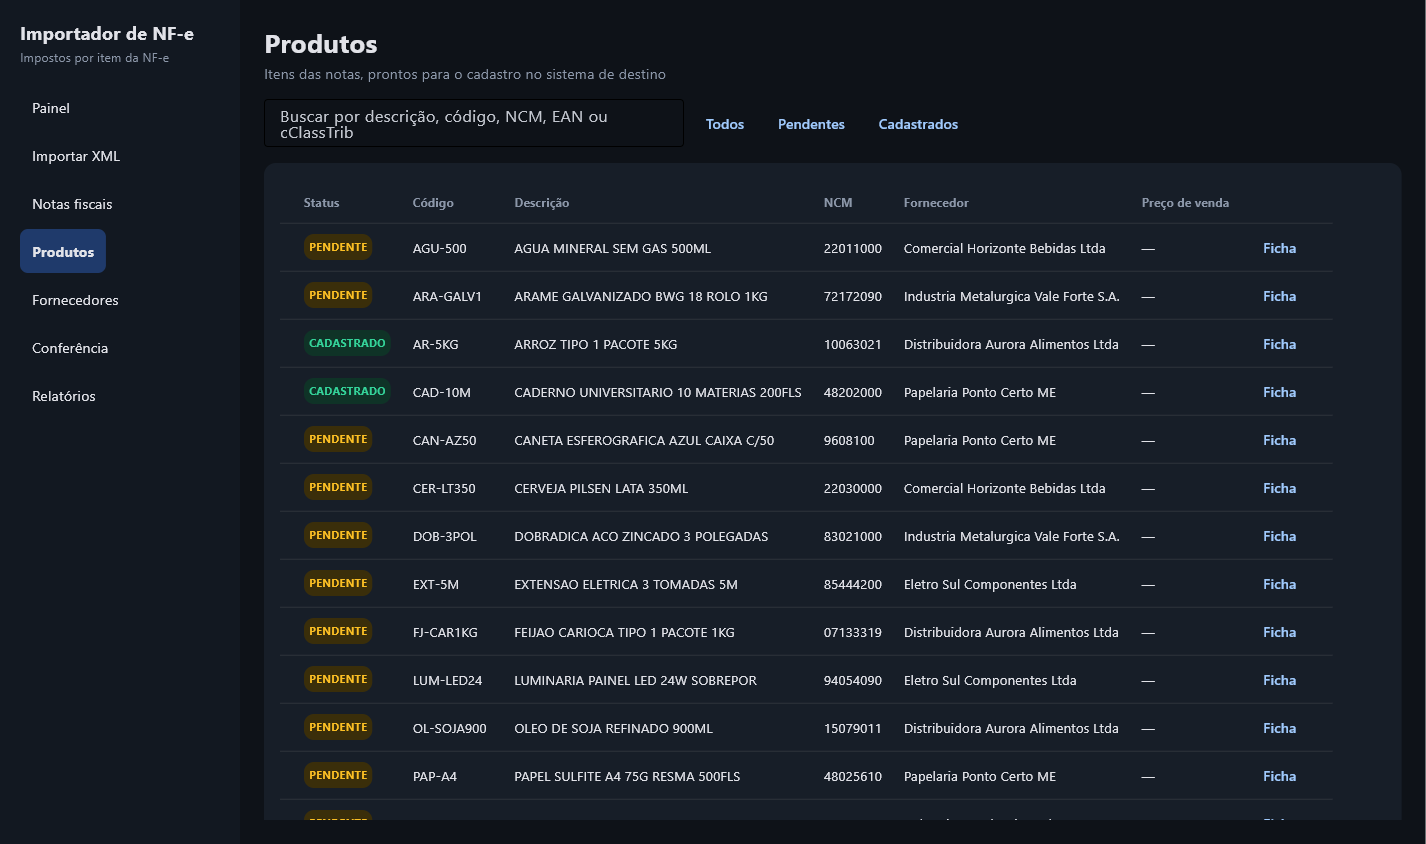 Importador de NF-e
Impostos por item da NF-e
Painel
Importar XML
Notas fiscais
Produtos
Fornecedores
Conferência
Relatórios
Produtos
Itens das notas, prontos para o cadastro no sistema de destino
Buscar por descrição, código, NCM, EAN ou
cClassTrib
Todos Pendentes Cadastrados
Status Código Descrição NCM Fornecedor Preço de venda
PENDENTE AGU-500 AGUA MINERAL SEM GAS 500ML 22011000 Comercial Horizonte Bebidas Ltda — Ficha
PENDENTE ARA-GALV1 ARAME GALVANIZADO BWG 18 ROLO 1KG 72172090 Industria Metalurgica Vale Forte S.A. — Ficha
CADASTRADO AR-5KG ARROZ TIPO 1 PACOTE 5KG 10063021 Distribuidora Aurora Alimentos Ltda — Ficha
CADASTRADO CAD-10M CADERNO UNIVERSITARIO 10 MATERIAS 200FLS 48202000 Papelaria Ponto Certo ME — Ficha
PENDENTE CAN-AZ50 CANETA ESFEROGRAFICA AZUL CAIXA C/50 9608100 Papelaria Ponto Certo ME — Ficha
PENDENTE CER-LT350 CERVEJA PILSEN LATA 350ML 22030000 Comercial Horizonte Bebidas Ltda — Ficha
PENDENTE DOB-3POL DOBRADICA ACO ZINCADO 3 POLEGADAS 83021000 Industria Metalurgica Vale Forte S.A. — Ficha
PENDENTE EXT-5M EXTENSAO ELETRICA 3 TOMADAS 5M 85444200 Eletro Sul Componentes Ltda — Ficha
PENDENTE FJ-CAR1KG FEIJAO CARIOCA TIPO 1 PACOTE 1KG 07133319 Distribuidora Aurora Alimentos Ltda — Ficha
PENDENTE LUM-LED24 LUMINARIA PAINEL LED 24W SOBREPOR 94054090 Eletro Sul Componentes Ltda — Ficha
PENDENTE OL-SOJA900 OLEO DE SOJA REFINADO 900ML 15079011 Distribuidora Aurora Alimentos Ltda — Ficha
PENDENTE PAP-A4 PAPEL SULFITE A4 75G RESMA 500FLS 48025610 Papelaria Ponto Certo ME — Ficha